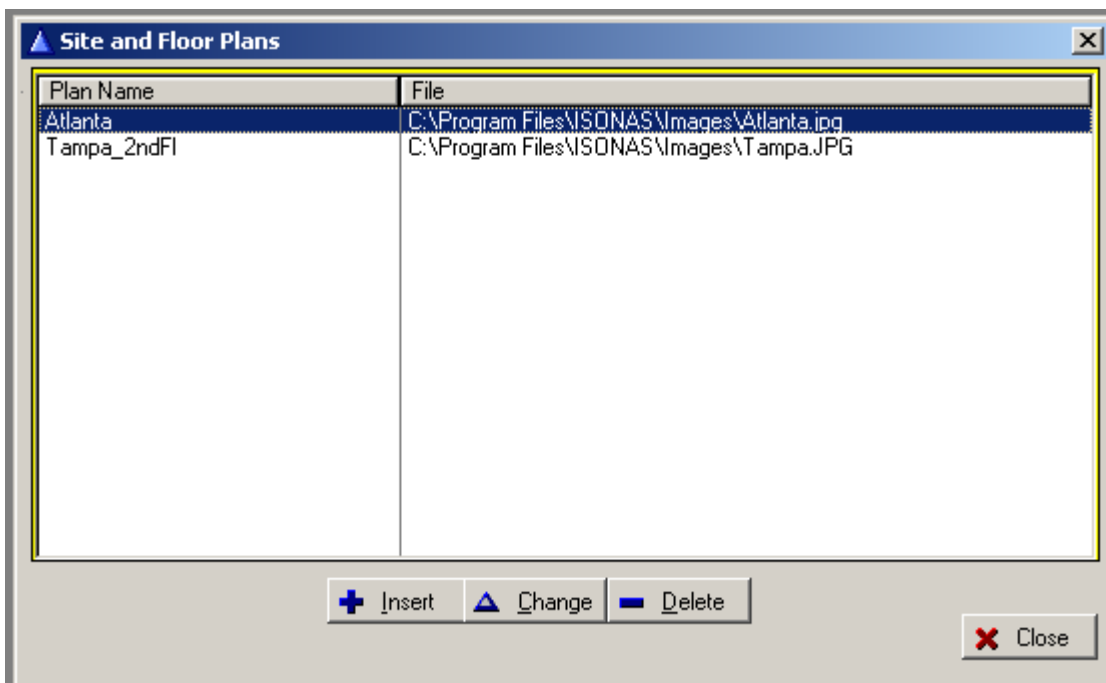 Site and Floor Plans
Plan Name File
Atlanta C:\Program Files\ISONAS\Images\Atlanta.jpg
Tampa_2ndFl C:\Program Files\ISONAS\Images\Tampa.JPG
Insert Change Delete
Close